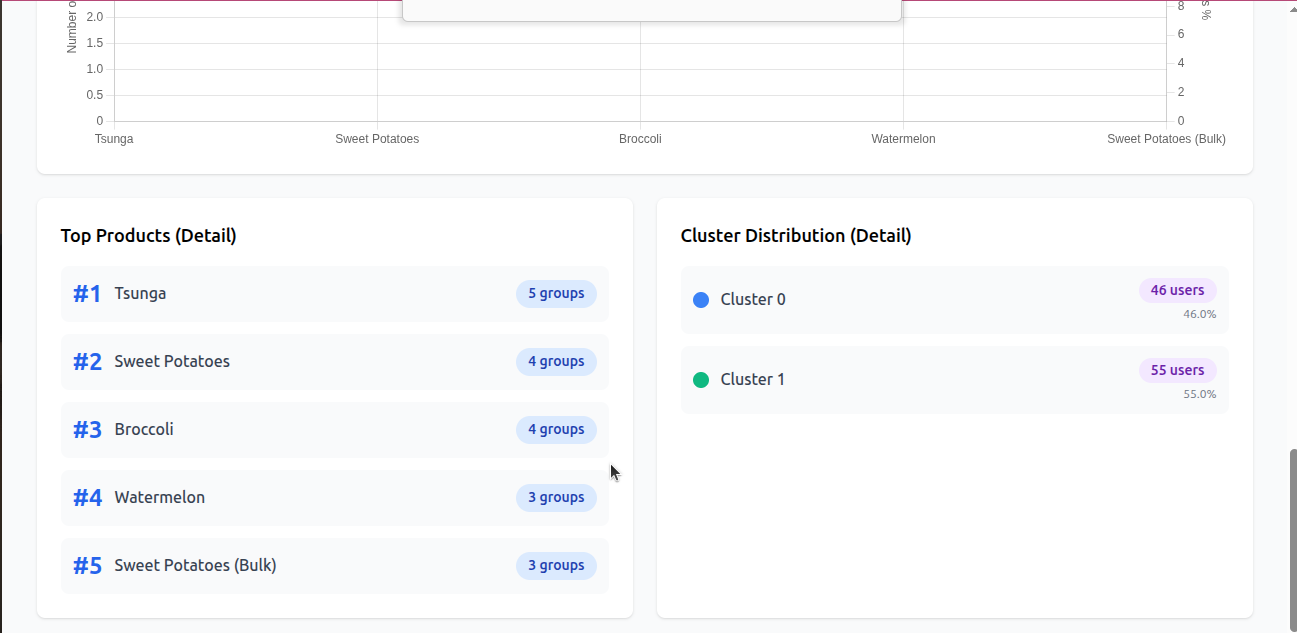 Number o
2.0
1.5
1.0
0.5
0
8
6
4
2
0
s %
Tsunga
Sweet Potatoes
Broccoli
Watermelon
Sweet Potatoes (Bulk)
Top Products (Detail)
#1 Tsunga 5 groups
#2 Sweet Potatoes 4 groups
#3 Broccoli 4 groups
#4 Watermelon 3 groups
#5 Sweet Potatoes (Bulk) 3 groups
Cluster Distribution (Detail)
Cluster 0 46 users
46.0%
Cluster 1 55 users
55.0%